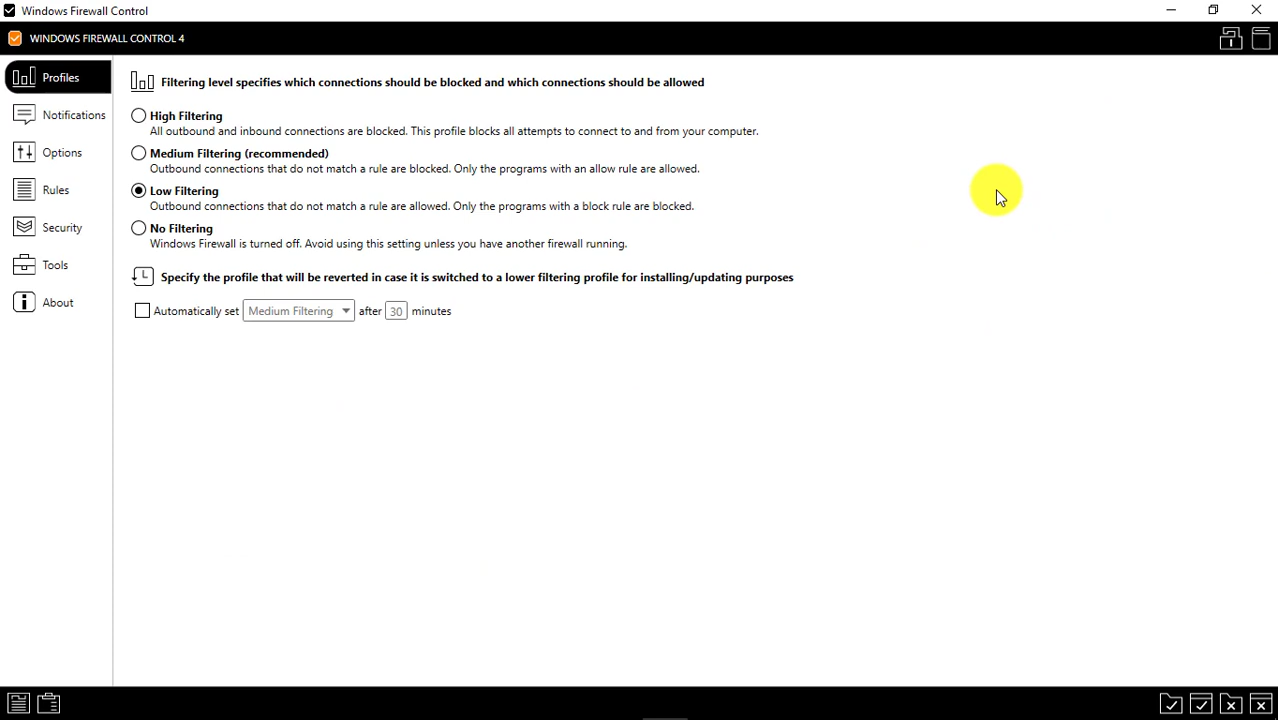 Windows Firewall Control
WINDOWS FIREWALL CONTROL 4
Profiles
Notifications
Options
Rules
Security
Tools
About
Filtering level specifies which connections should be blocked and which connections should be allowed
High Filtering
All outbound and inbound connections are blocked. This profile blocks all attempts to connect to and from your computer.
Medium Filtering (recommended)
Outbound connections that do not match a rule are blocked. Only the programs with an allow rule are allowed.
Low Filtering
Outbound connections that do not match a rule are allowed. Only the programs with a block rule are blocked.
No Filtering
Windows Firewall is turned off. Avoid using this setting unless you have another firewall running.
Specify the profile that will be reverted in case it is switched to a lower filtering profile for installing/updating purposes
Automatically set Medium Filtering after 30 minutes